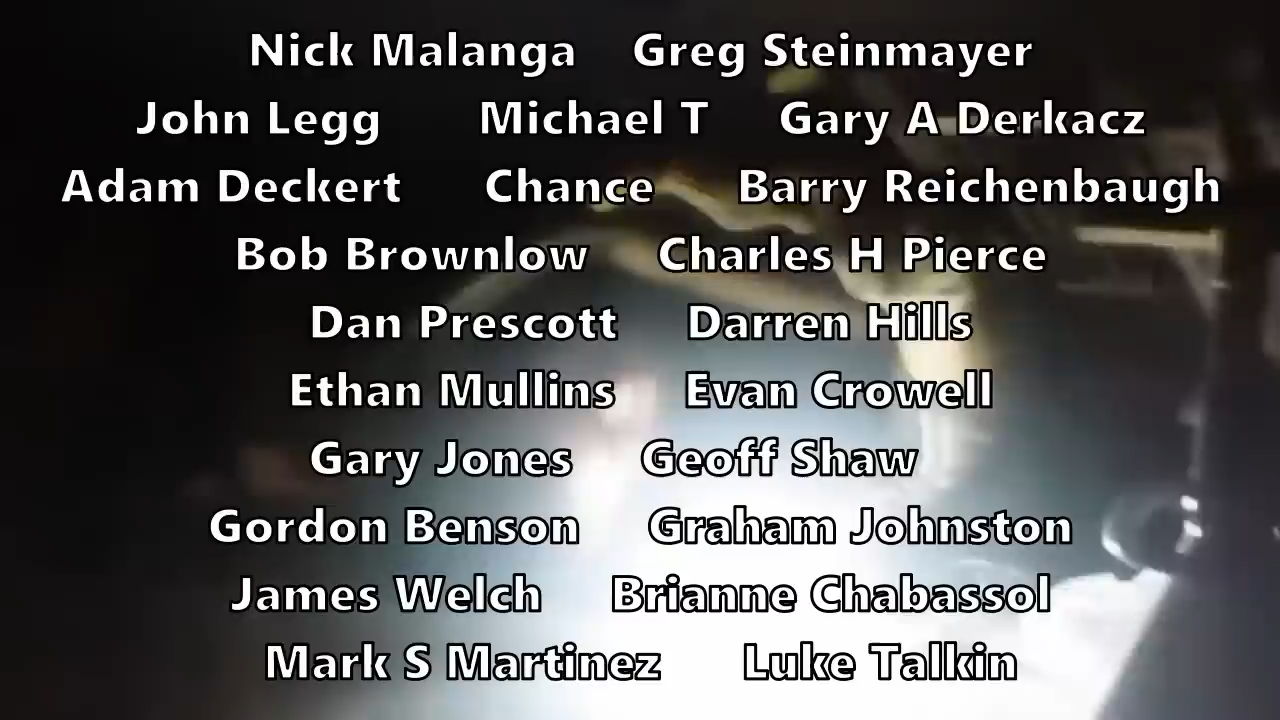 Nick Malanga Greg Steinmayer
John Legg Michael T Gary A Derkacz
Adam Deckert Chance Barry Reichenbaugh
Bob Brownlow Charles H Pierce
Dan Prescott Darren Hills
Ethan Mullins Evan Crowell
Gary Jones Geoff Shaw
Gordon Benson Graham Johnston
James Welch Brianne Chabassol
Mark S Martinez Luke Talkin